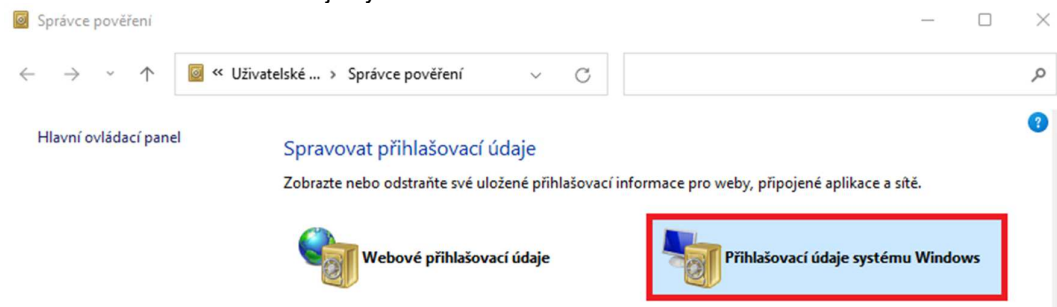 Správce pověření
« Uživatelské ... › Správce pověření
Hlavní ovládací panel
Spravovat přihlašovací údaje
Zobrazte nebo odstraňte své uložené přihlašovací informace pro weby, připojené aplikace a sítě.
Webové přihlašovací údaje
Přihlašovací údaje systému Windows